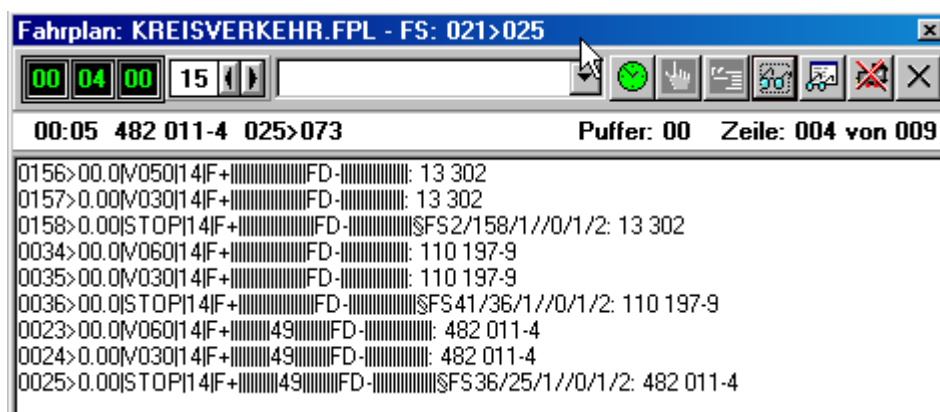 Fahrplan: KREISVERKEHR.FPL - FS: 021>025
00 04 00 15
00:05 482 011-4 025>073 Puffer: 00 Zeile: 004 von 009
0156>00.0|V050|14|F+||||||||||||||||FD-||||||||||||||: 13 302
0157>0.00|V030|14|F+||||||||||||||||FD-||||||||||||||: 13 302
0158>0.00|STOP|14|F+||||||||||||||||FD-||||||||||||||§FS2/158/1//0/1/2: 13 302
0034>00.0|V060|14|F+||||||||||||||||FD-||||||||||||||: 110 197-9
0035>00.0|V030|14|F+||||||||||||||||FD-||||||||||||||: 110 197-9
0036>00.0|STOP|14|F+||||||||||||||||FD-||||||||||||||§FS41/36/1//0/1/2: 110 197-9
0023>00.0|V060|14|F+||||||||49|||||||FD-||||||||||||||: 482 011-4
0024>0.00|V030|14|F+||||||||49|||||||FD-||||||||||||||: 482 011-4
0025>0.00|STOP|14|F+||||||||49|||||||FD-||||||||||||||§FS36/25/1//0/1/2: 482 011-4